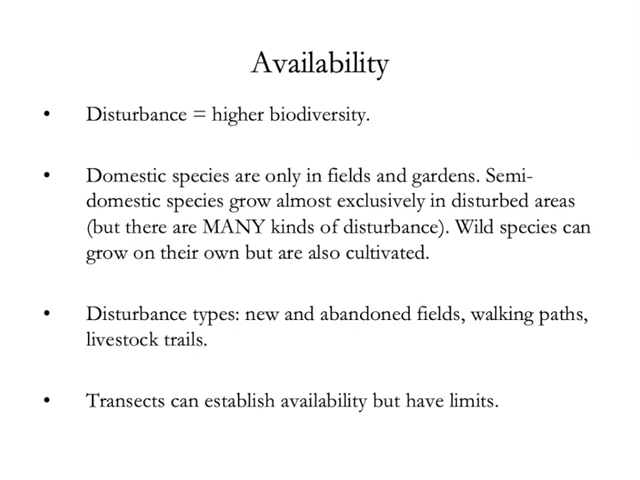 Availability
• Disturbance = higher biodiversity.
• Domestic species are only in fields and gardens. Semi-
domestic species grow almost exclusively in disturbed areas
(but there are MANY kinds of disturbance). Wild species can
grow on their own but are also cultivated.
• Disturbance types: new and abandoned fields, walking paths,
livestock trails.
• Transects can establish availability but have limits.